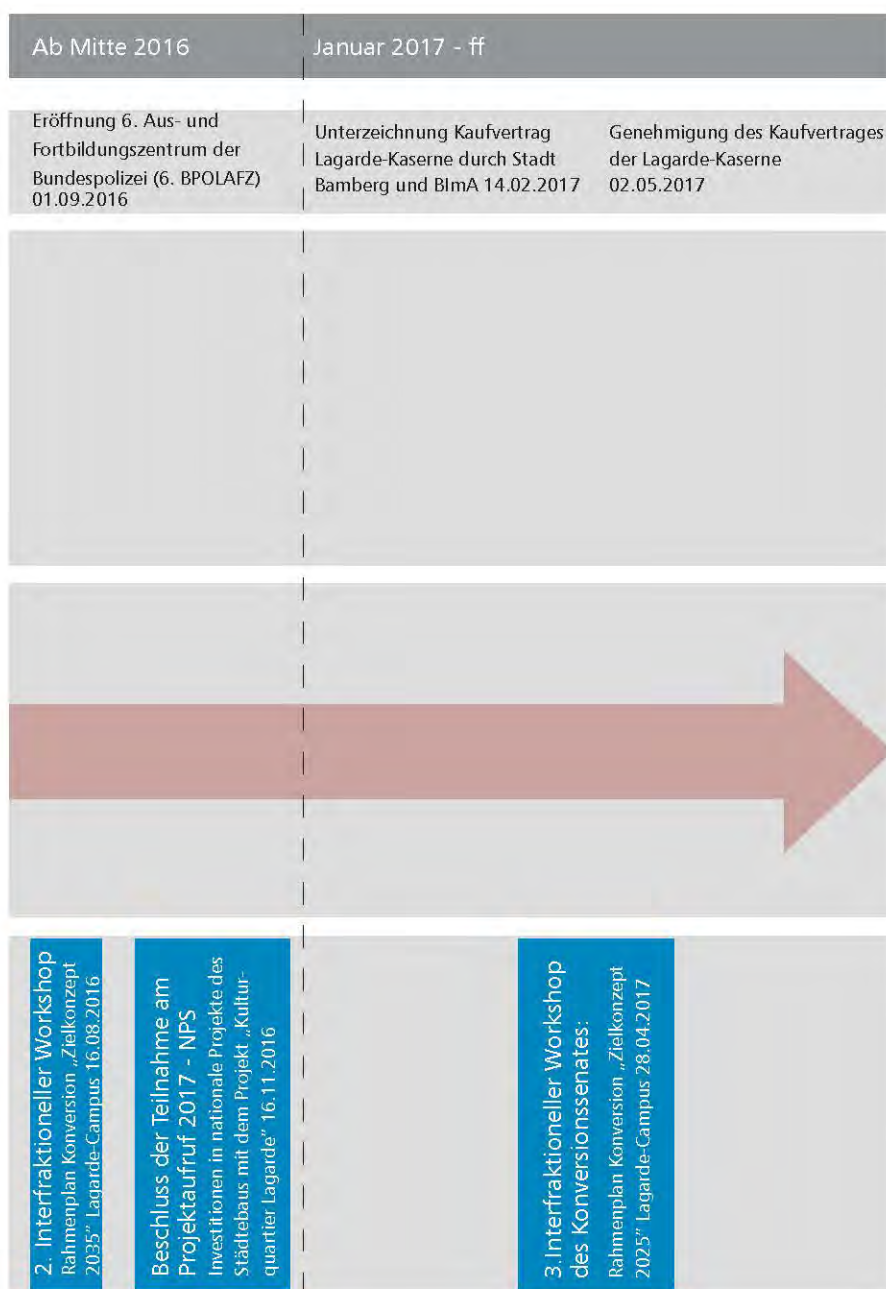 Ab Mitte 2016
Januar 2017 - ff
Eröffnung 6. Aus- und
Fortbildungszentrum der
Bundespolizei (6. BPOLAFZ)
01.09.2016
Unterzeichnung Kaufvertrag
Lagarde-Kaserne durch Stadt
Bamberg und BImA 14.02.2017
Genehmigung des Kaufvertrages
der Lagarde-Kaserne
02.05.2017
2. Interfraktioneller Workshop
Rahmenplan Konversion „Zielkonzept
2035” Lagarde-Campus 16.08.2016
Beschluss der Teilnahme am
Projektaufruf 2017 - NPS
Investitionen in nationale Projekte des
Städtebaus mit dem Projekt „Kultur-
quartier Lagarde” 16.11.2016
3.Interfraktioneller Workshop
des Konversionssenates:
Rahmenplan Konversion „Zielkonzept
2025” Lagarde-Campus 28.04.2017